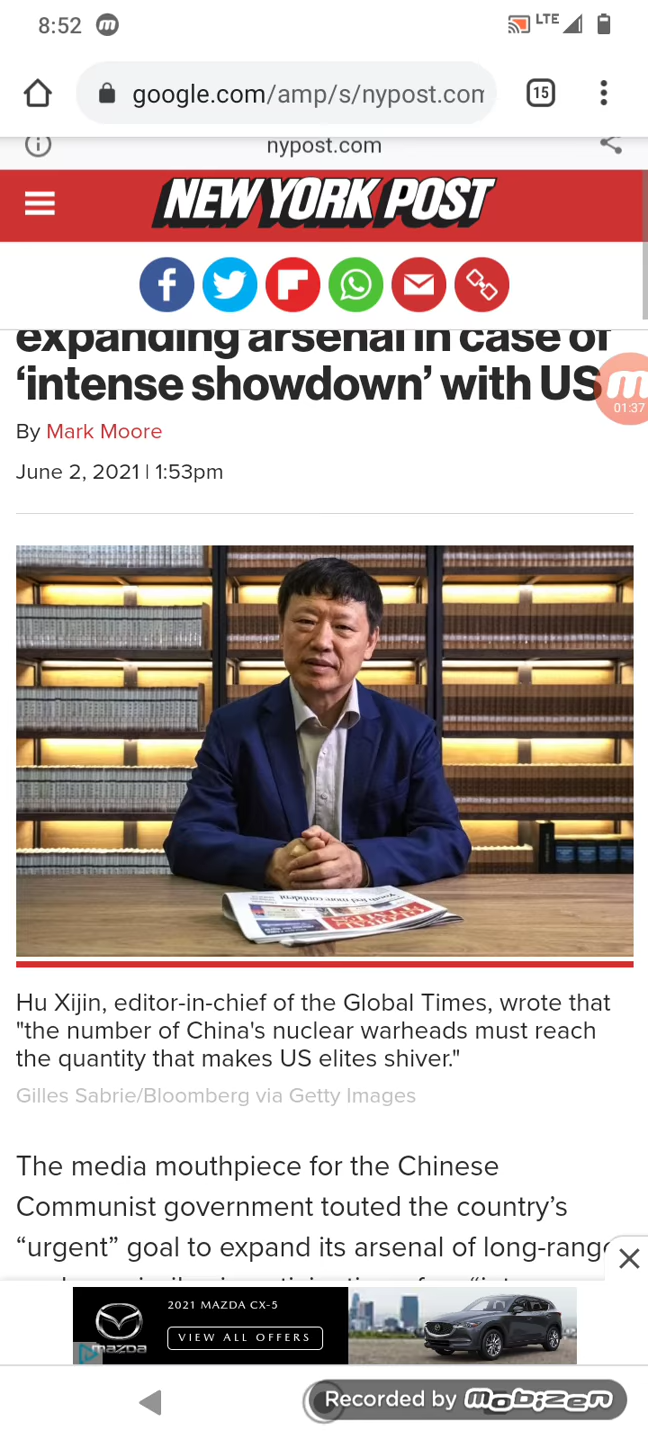 8:52
LTE
google.com/amp/s/nypost.com
15
nypost.com
NEW YORK POST
expanding arsenal in case of
‘intense showdown’ with US
01:37
By Mark Moore
June 2, 2021 | 1:53pm
Hu Xijin, editor-in-chief of the Global Times, wrote that
"the number of China's nuclear warheads must reach
the quantity that makes US elites shiver."
Gilles Sabrie/Bloomberg via Getty Images
The media mouthpiece for the Chinese
Communist government touted the country’s
“urgent” goal to expand its arsenal of long-range
2021 MAZDA CX-5
VIEW ALL OFFERS
mazda
Recorded by mobizen